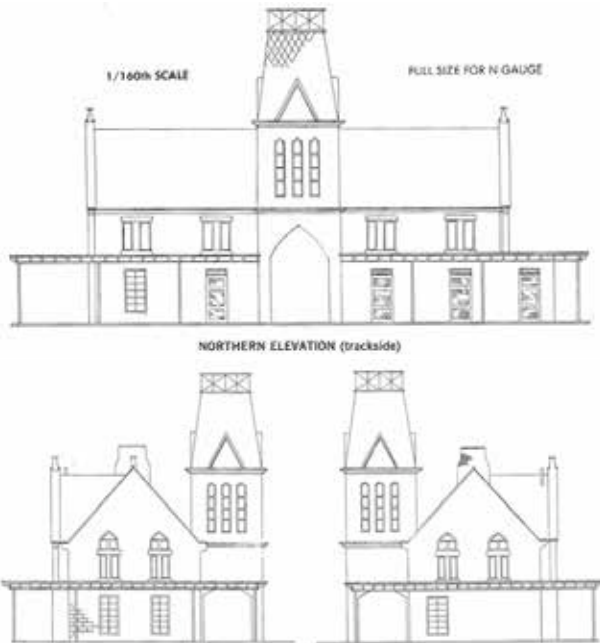 1/160th SCALE
FULL SIZE FOR N GAUGE
NORTHERN ELEVATION (trackside)